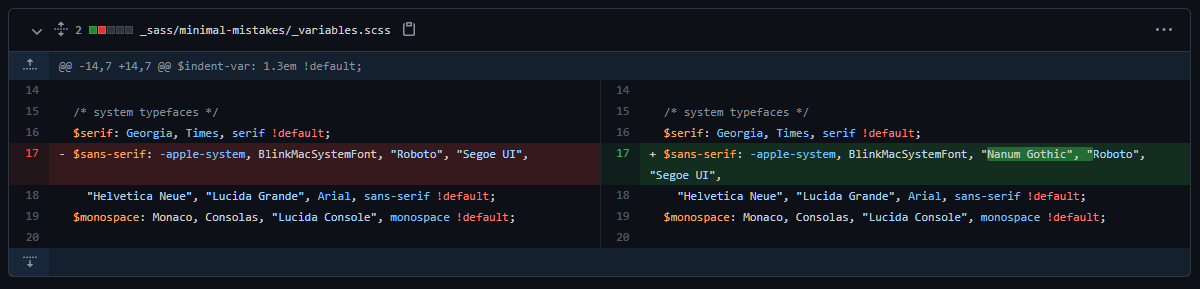 2 _sass/minimal-mistakes/_variables.scss
@@ -14,7 +14,7 @@ $indent-var: 1.3em !default;
14
15 /* system typefaces */
16 $serif: Georgia, Times, serif !default;
17 - $sans-serif: -apple-system, BlinkMacSystemFont, "Roboto", "Segoe UI",
18 "Helvetica Neue", "Lucida Grande", Arial, sans-serif !default;
19 $monospace: Monaco, Consolas, "Lucida Console", monospace !default;
20
14
15 /* system typefaces */
16 $serif: Georgia, Times, serif !default;
17 + $sans-serif: -apple-system, BlinkMacSystemFont, "Nanum Gothic", "Roboto",
"Segoe UI",
18 "Helvetica Neue", "Lucida Grande", Arial, sans-serif !default;
19 $monospace: Monaco, Consolas, "Lucida Console", monospace !default;
20